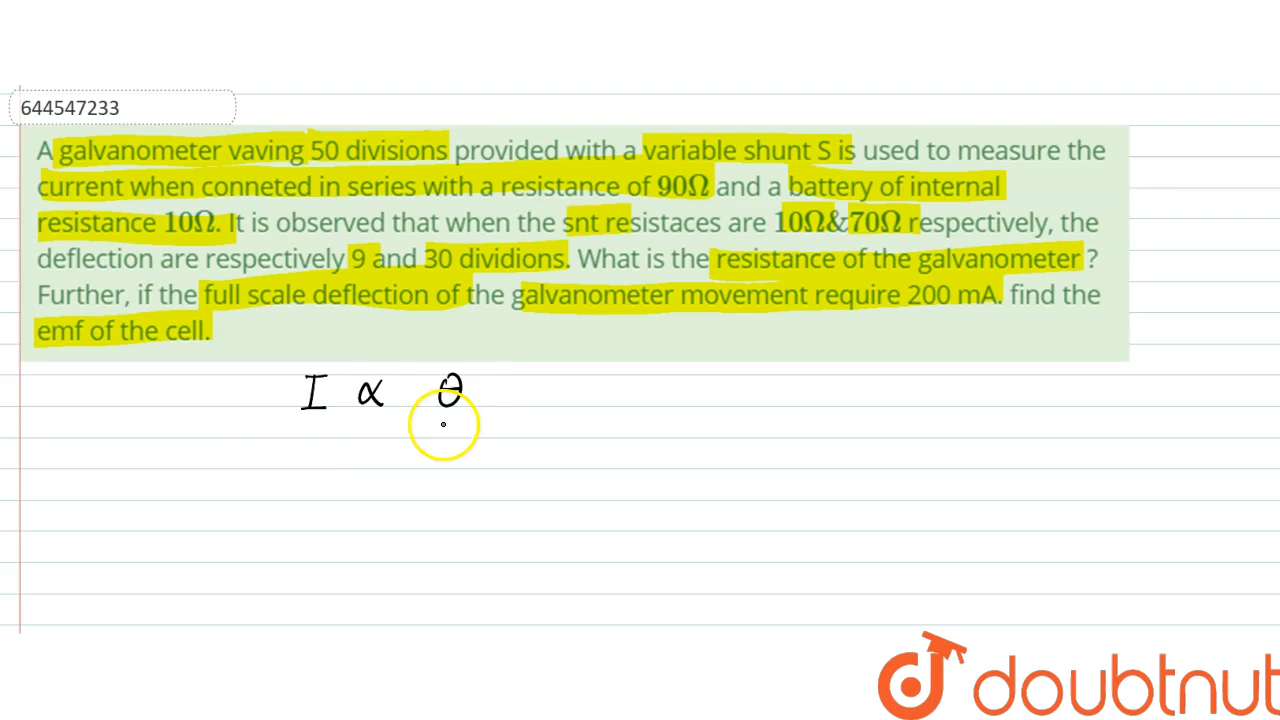 644547233
A galvanometer vaving 50 divisions provided with a variable shunt S is used to measure the
current when conneted in series with a resistance of 90Ω and a battery of internal
resistance 10Ω. It is observed that when the snt resistaces are 10Ω&70Ω respectively, the
deflection are respectively 9 and 30 dividions. What is the resistance of the galvanometer ?
Further, if the full scale deflection of the galvanometer movement require 200 mA. find the
emf of the cell.
I ∝ θ
doubtnut